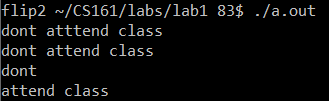 flip2 ~/CS161/labs/lab1 83$ ./a.out
dont atttend class
dont attend class
dont
attend class